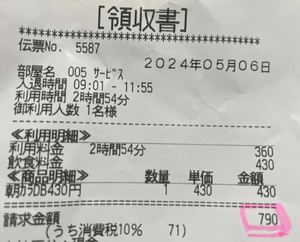 [領収書]
************************
伝票No. 5587
部屋名 005 サービス 2024年05月06日
入退時間 09:01 - 11:55
利用時間 2時間54分
御利用人数 1名様
≪利用明細≫
利用料金 2時間54分 360
飲食料金 430
≪商品明細≫ 数量 単価 金額
朝カラDB430円 1 430 430
請求金額 790
(うち消費税10% 71)